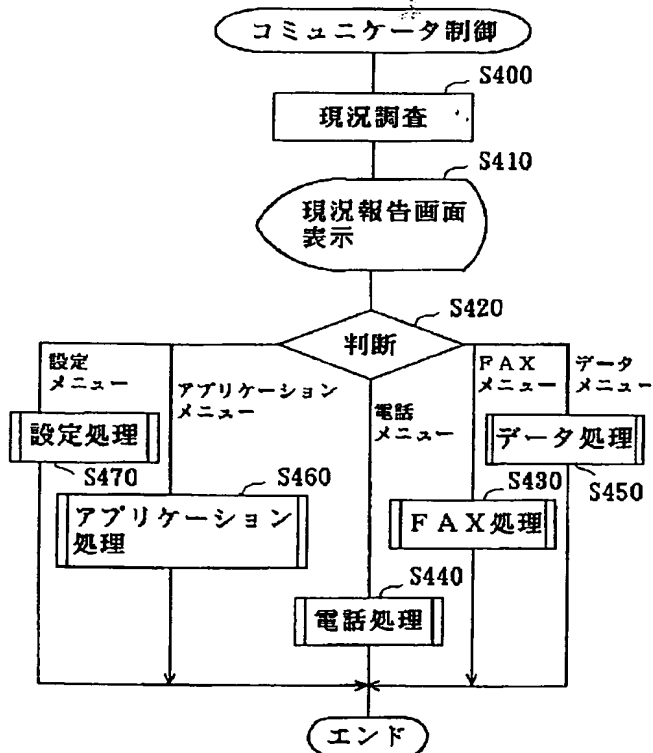 コミュニケータ制御
S400
現況調査
S410
現況報告画面
表示
S420
判断
設定
メニュー
アプリケーション
メニュー
電話
メニュー
ＦＡＸ
メニュー
データ
メニュー
設定処理
S470
データ処理
S450
S460
アプリケーション
処理
S430
ＦＡＸ処理
S440
電話処理
エンド